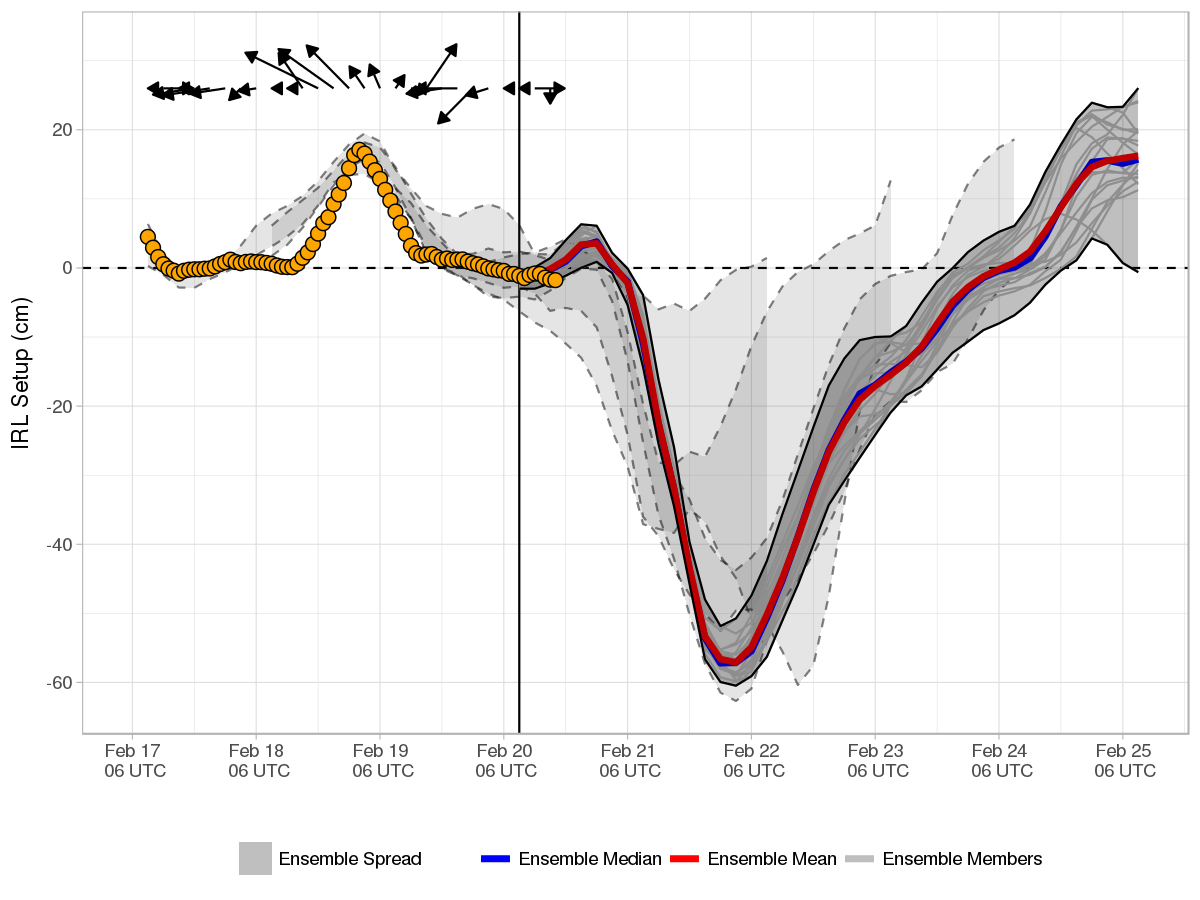 IRL Setup (cm)
20
0
-20
-40
-60
Feb 17
06 UTC
Feb 18
06 UTC
Feb 19
06 UTC
Feb 20
06 UTC
Feb 21
06 UTC
Feb 22
06 UTC
Feb 23
06 UTC
Feb 24
06 UTC
Feb 25
06 UTC
Ensemble Spread
Ensemble Median
Ensemble Mean
Ensemble Members